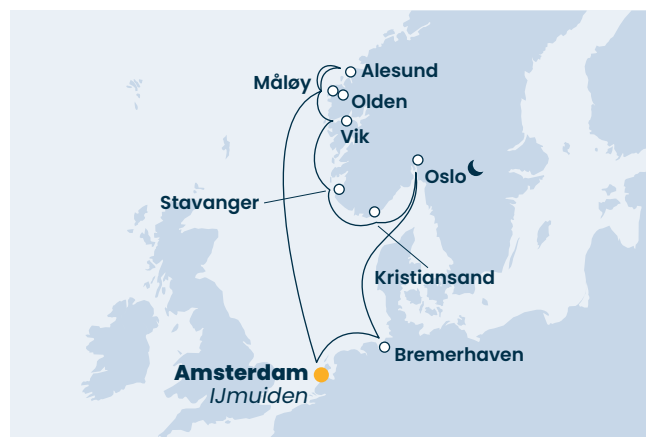 Alesund
Måløy
Olden
Vik
Oslo
Stavanger
Kristiansand
Bremerhaven
Amsterdam
IJmuiden